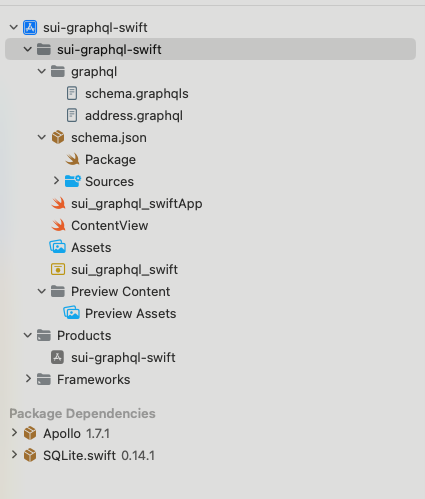 sui-graphql-swift
sui-graphql-swift
graphql
schema.graphqls
address.graphql
schema.json
Package
Sources
sui_graphql_swiftApp
ContentView
Assets
sui_graphql_swift
Preview Content
Preview Assets
Products
sui-graphql-swift
Frameworks
Package Dependencies
Apollo 1.7.1
SQLite.swift 0.14.1